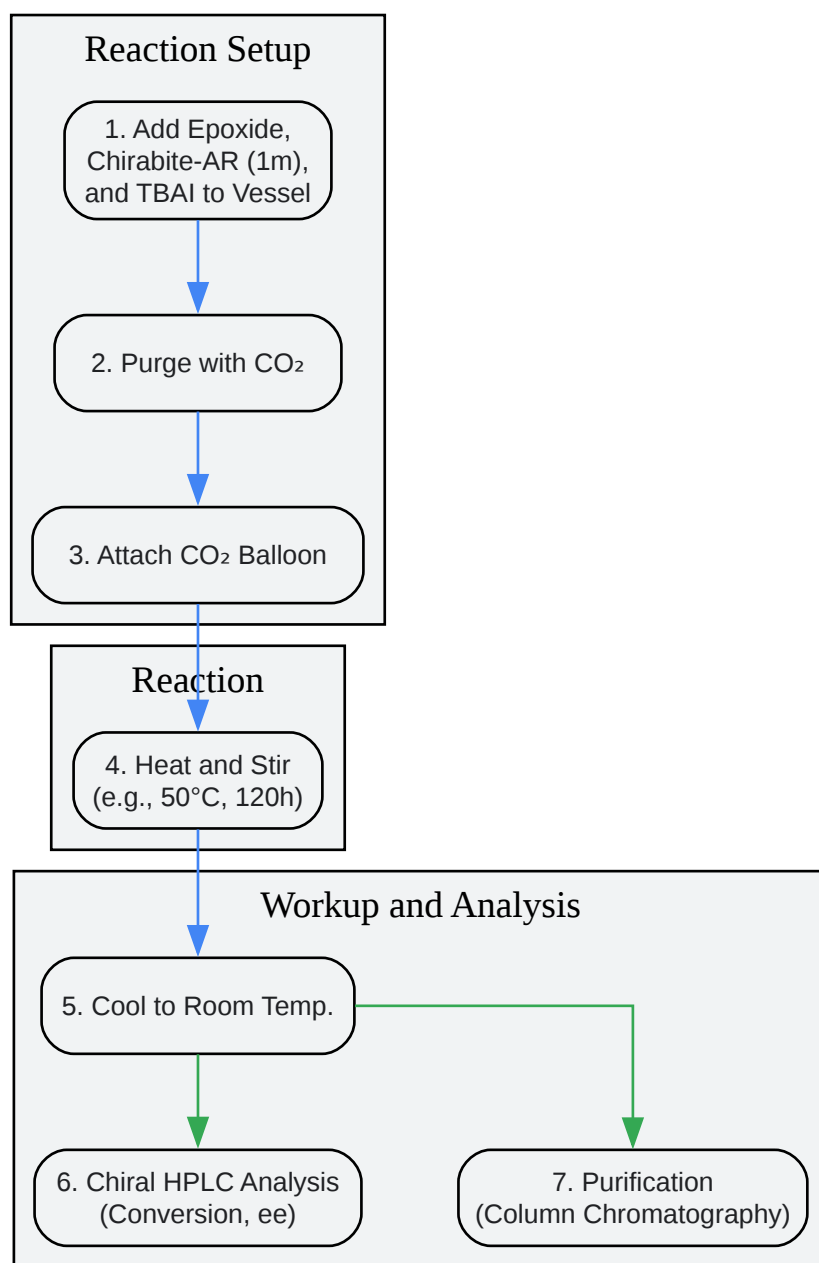 Reaction Setup
1. Add Epoxide,
Chirabite-AR (1m),
and TBAI to Vessel
2. Purge with CO₂
3. Attach CO₂ Balloon
Reaction
4. Heat and Stir
(e.g., 50°C, 120h)
Workup and Analysis
5. Cool to Room Temp.
6. Chiral HPLC Analysis
(Conversion, ee)
7. Purification
(Column Chromatography)